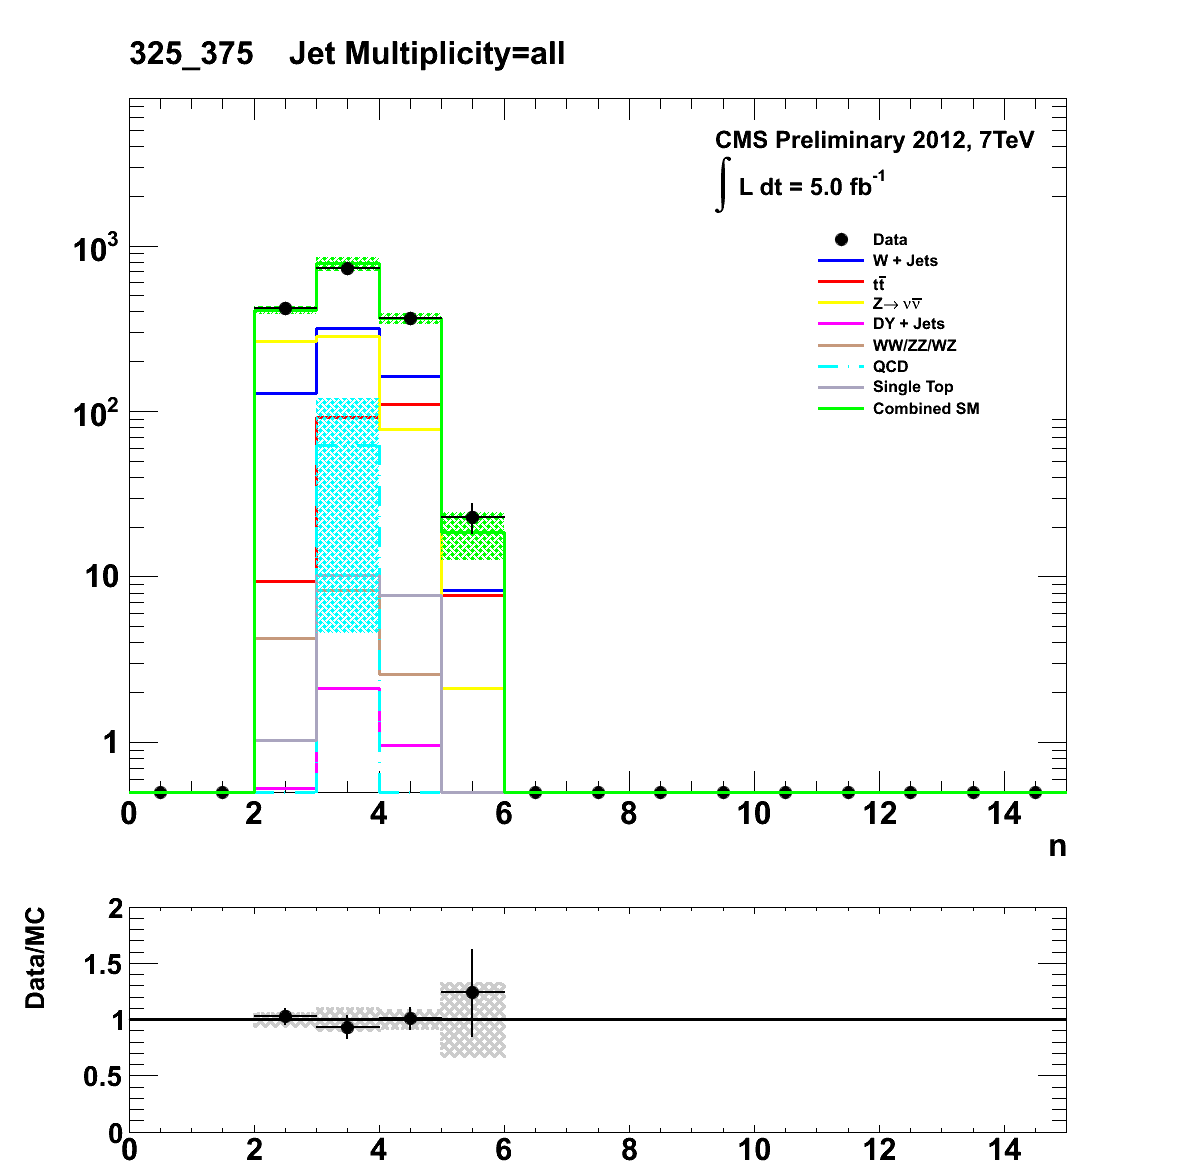 325_375 Jet Multiplicity=all
CMS Preliminary 2012, 7TeV
∫ L dt = 5.0 fb⁻¹
Data
W + Jets
tt̅
Z→ νν̅
DY + Jets
WW/ZZ/WZ
QCD
Single Top
Combined SM
10³
10²
10
1
0 2 4 6 8 10 12 14
n
Data/MC
2
1.5
1
0.5
0
0 2 4 6 8 10 12 14